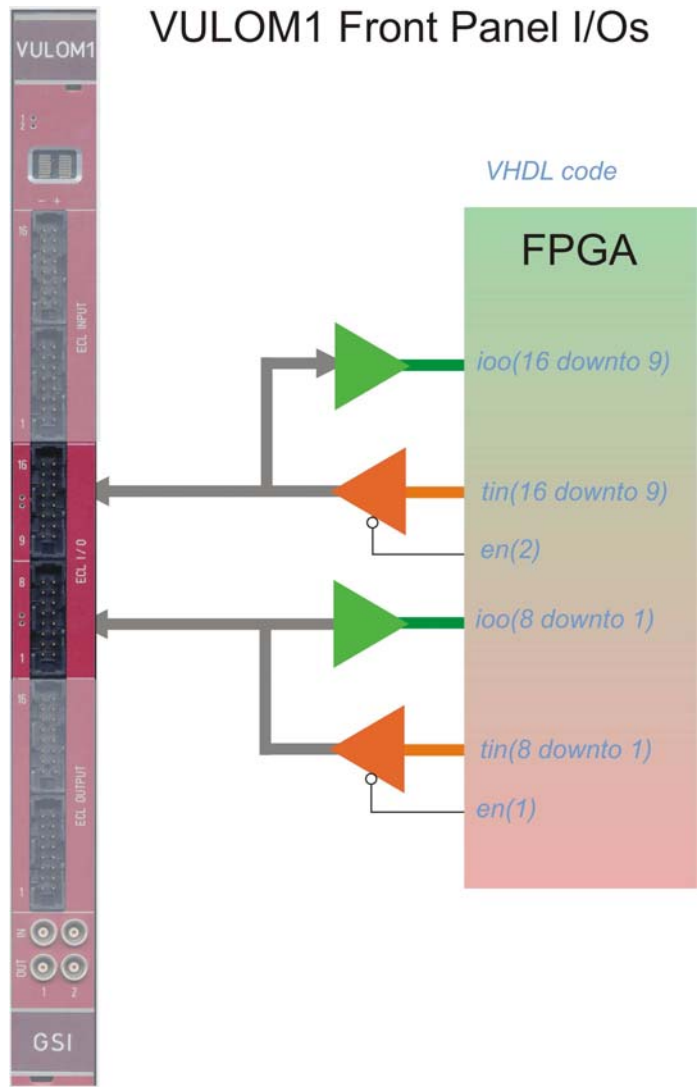 VULOM1 Front Panel I/Os
VULOM1
1
2
- +
16
ECL INPUT
1
16
9
ECL I/O
8
1
16
ECL OUTPUT
1
IN
OUT
1 2
GSI
VHDL code
FPGA
ioo(16 downto 9)
tin(16 downto 9)
en(2)
ioo(8 downto 1)
tin(8 downto 1)
en(1)